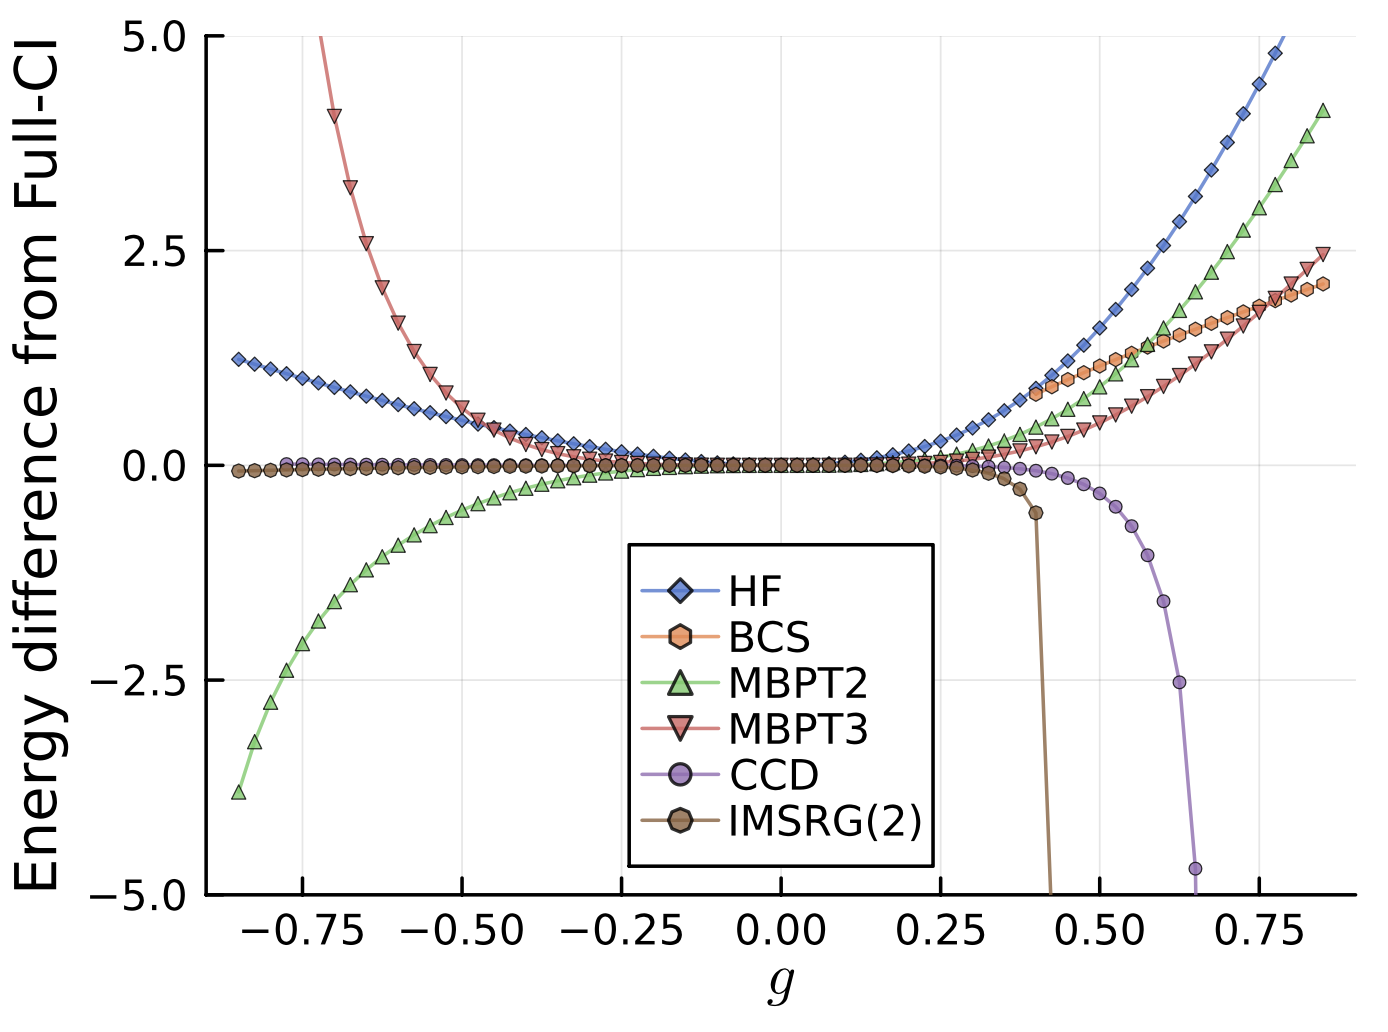 Energy difference from Full-CI
5.0
2.5
0.0
−2.5
−5.0
HF
BCS
MBPT2
MBPT3
CCD
IMSRG(2)
−0.75 −0.50 −0.25 0.00 0.25 0.50 0.75
g